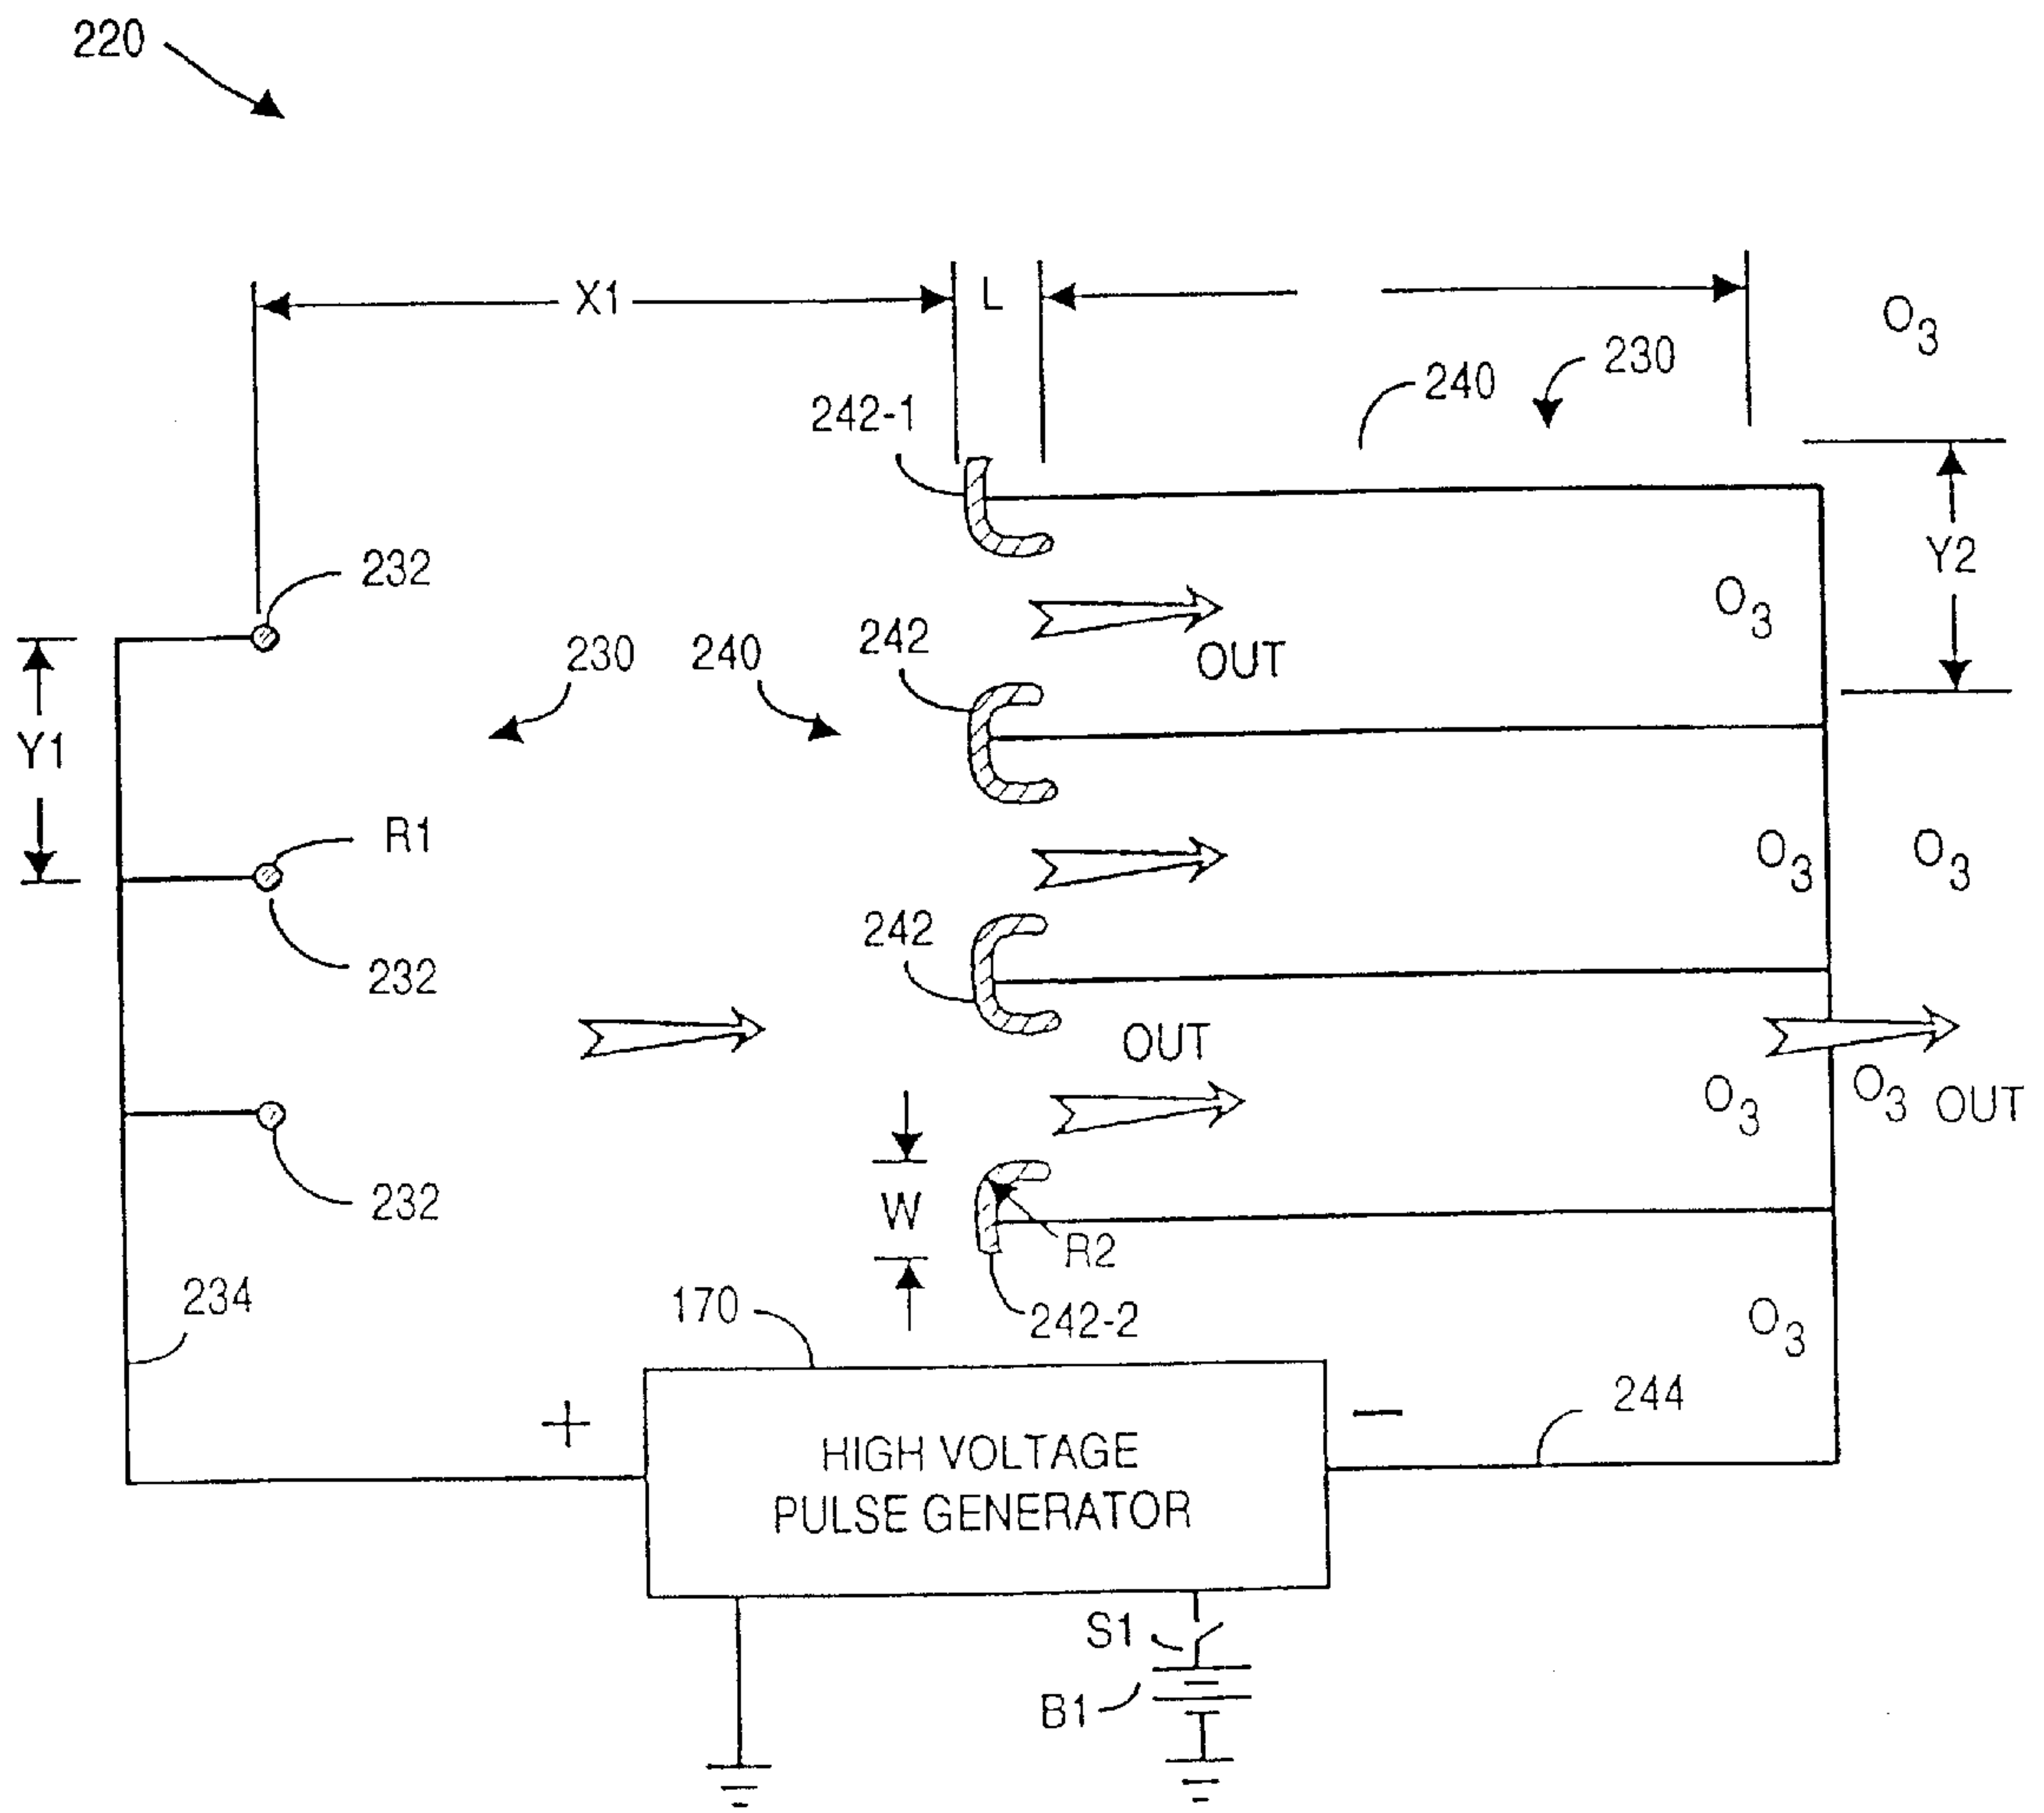 220
X1
L
O3
230
240
242-1
Y2
232
O3
242
OUT
230
240
Y1
R1
O3
O3
242
232
OUT
O3
O3
OUT
232
W
R2
242-2
234
170
O3
244
+
−
HIGH VOLTAGE
PULSE GENERATOR
S1
B1